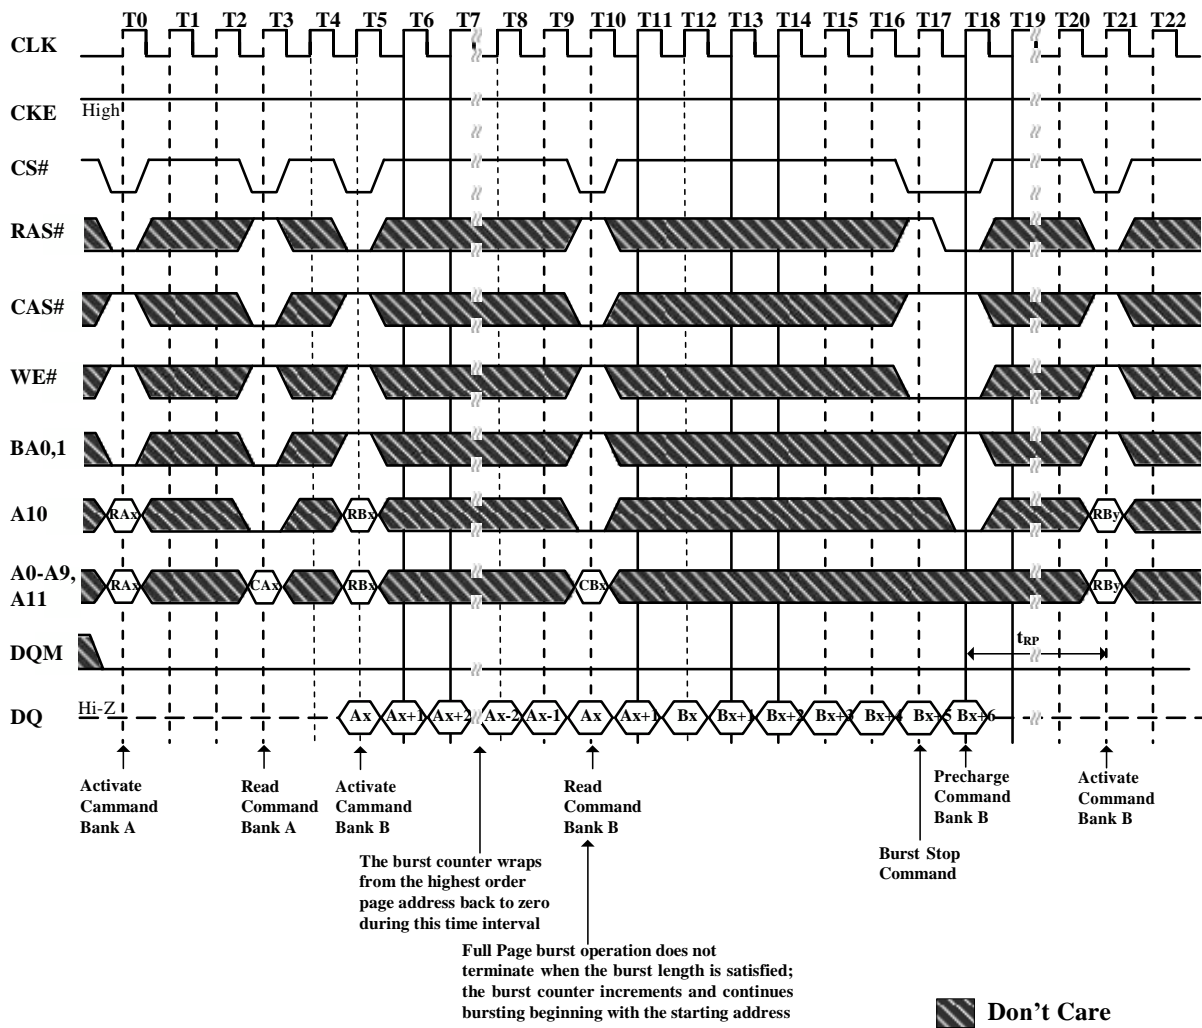 T0 T1 T2 T3 T4 T5 T6 T7 T8 T9 T10 T11 T12 T13 T14 T15 T16 T17 T18 T19 T20 T21 T22
CLK
CKE High
CS#
RAS#
CAS#
WE#
BA0,1
A10 RAx RBx RBy
A0-A9,
A11 RAx CAx RBx CBx RBy
DQM
tRP
DQ Hi-Z Ax Ax+1 Ax+2 Ax-2 Ax-1 Ax Ax+1 Bx Bx+1 Bx+2 Bx+3 Bx+4 Bx+5 Bx+6
Activate
Cammand
Bank A
Read
Command
Bank A
Activate
Cammand
Bank B
Read
Command
Bank B
Precharge
Command
Bank B
Activate
Command
Bank B
Burst Stop
Command
The burst counter wraps
from the highest order
page address back to zero
during this time interval
Full Page burst operation does not
terminate when the burst length is satisfied;
the burst counter increments and continues
bursting beginning with the starting address
Don't Care